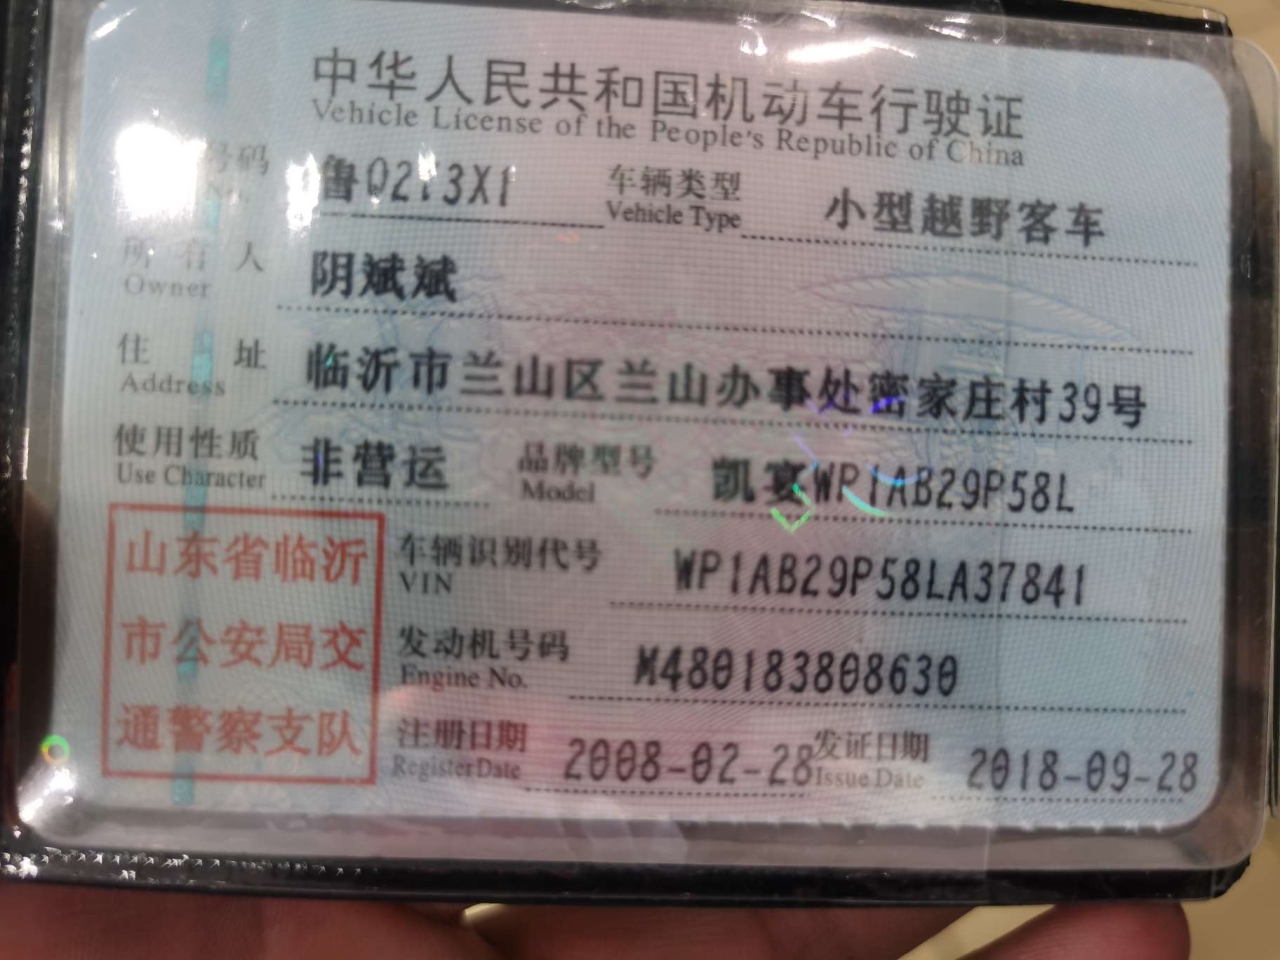 中华人民共和国机动车行驶证
Vehicle License of the People's Republic of China
号码 鲁Q2T3X1 车辆类型 小型越野客车
Vehicle Type
所有人 阴斌斌
Owner
住址 临沂市兰山区兰山办事处密家庄村39号
Address
使用性质 非营运 品牌型号 凯宴WP1AB29P58L
Use Character Model
车辆识别代号 WP1AB29P58LA37841
VIN
发动机号码 M480183808630
Engine No.
注册日期 2008-02-28 发证日期 2018-09-28
Register Date Issue Date
山东省临沂
市公安局交
通警察支队